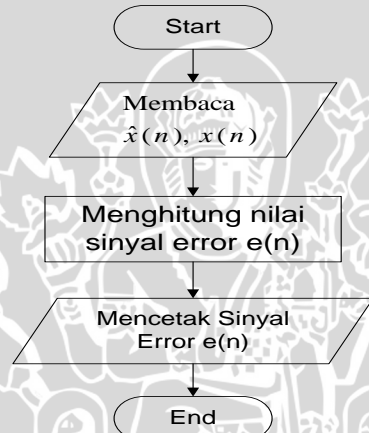 Start
Membaca
x̂(n), x(n)
Menghitung nilai
sinyal error e(n)
Mencetak Sinyal
Error e(n)
End